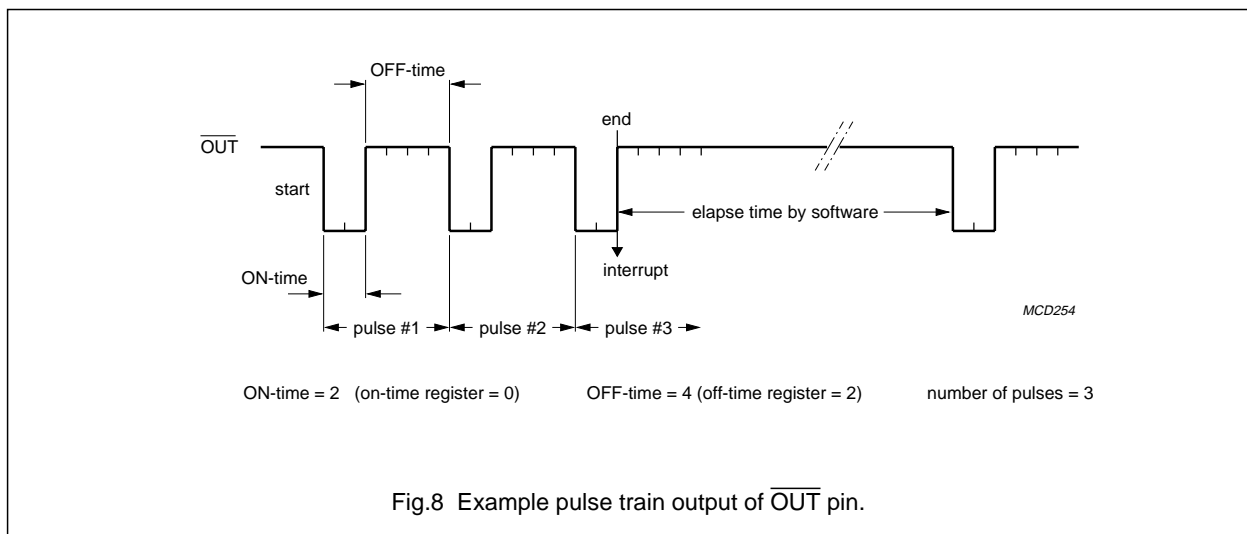 OFF-time
end
OUT
start
elapse time by software
ON-time
interrupt
pulse #1 pulse #2 pulse #3
MCD254
ON-time = 2 (on-time register = 0) OFF-time = 4 (off-time register = 2) number of pulses = 3
Fig.8 Example pulse train output of OUT pin.